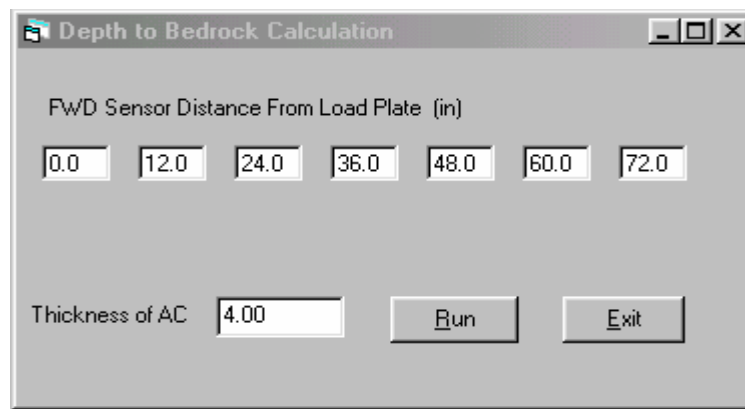 Depth to Bedrock Calculation
FWD Sensor Distance From Load Plate (in)
0.0 12.0 24.0 36.0 48.0 60.0 72.0
Thickness of AC 4.00 Run Exit